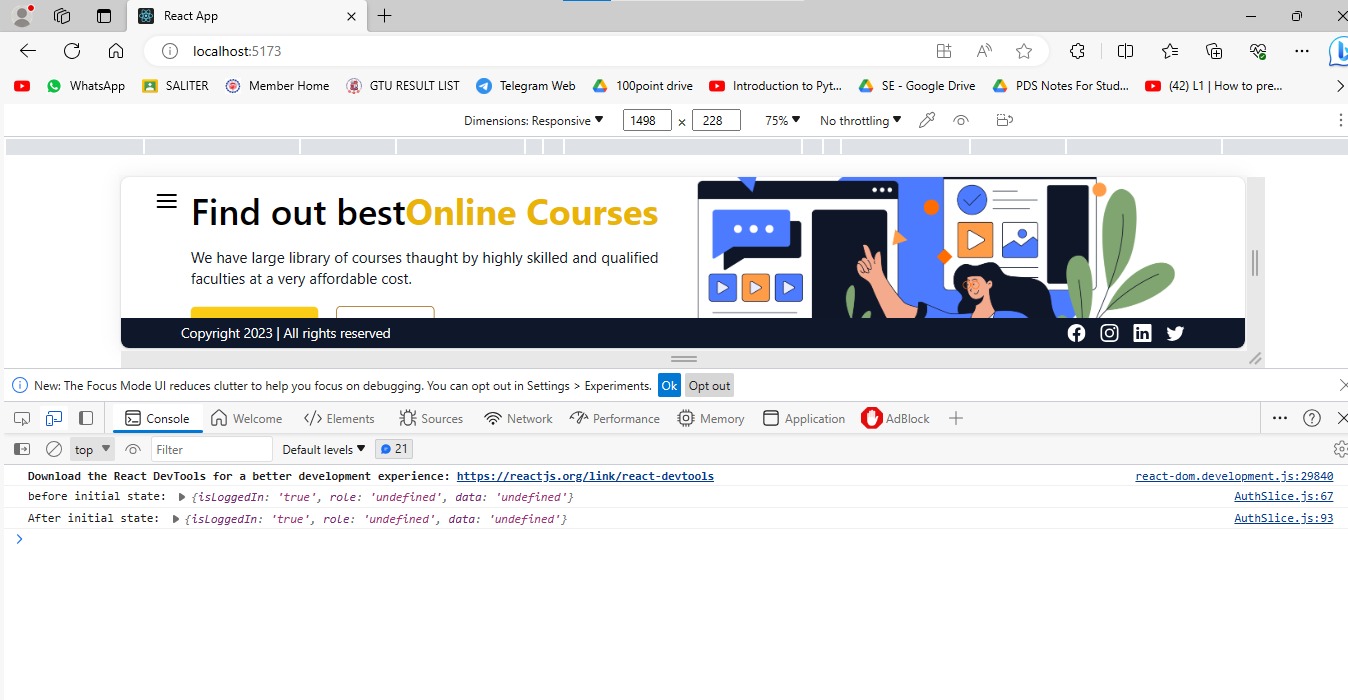 React App
localhost:5173
WhatsApp
SALITER
Member Home
GTU RESULT LIST
Telegram Web
100point drive
Introduction to Pyt...
SE - Google Drive
PDS Notes For Stud...
(42) L1 | How to pre...
Dimensions: Responsive 1498 × 228 75% No throttling
Find out bestOnline Courses
We have large library of courses thaught by highly skilled and qualified
faculties at a very affordable cost.
Copyright 2023 | All rights reserved
New: The Focus Mode UI reduces clutter to help you focus on debugging. You can opt out in Settings > Experiments. Ok Opt out
Console Welcome Elements Sources Network Performance Memory Application AdBlock
top Filter Default levels 21
Download the React DevTools for a better development experience: https://reactjs.org/link/react-devtools react-dom.development.js:29840
before initial state: {isLoggedIn: 'true', role: 'undefined', data: 'undefined'} AuthSlice.js:67
After initial state: {isLoggedIn: 'true', role: 'undefined', data: 'undefined'} AuthSlice.js:93